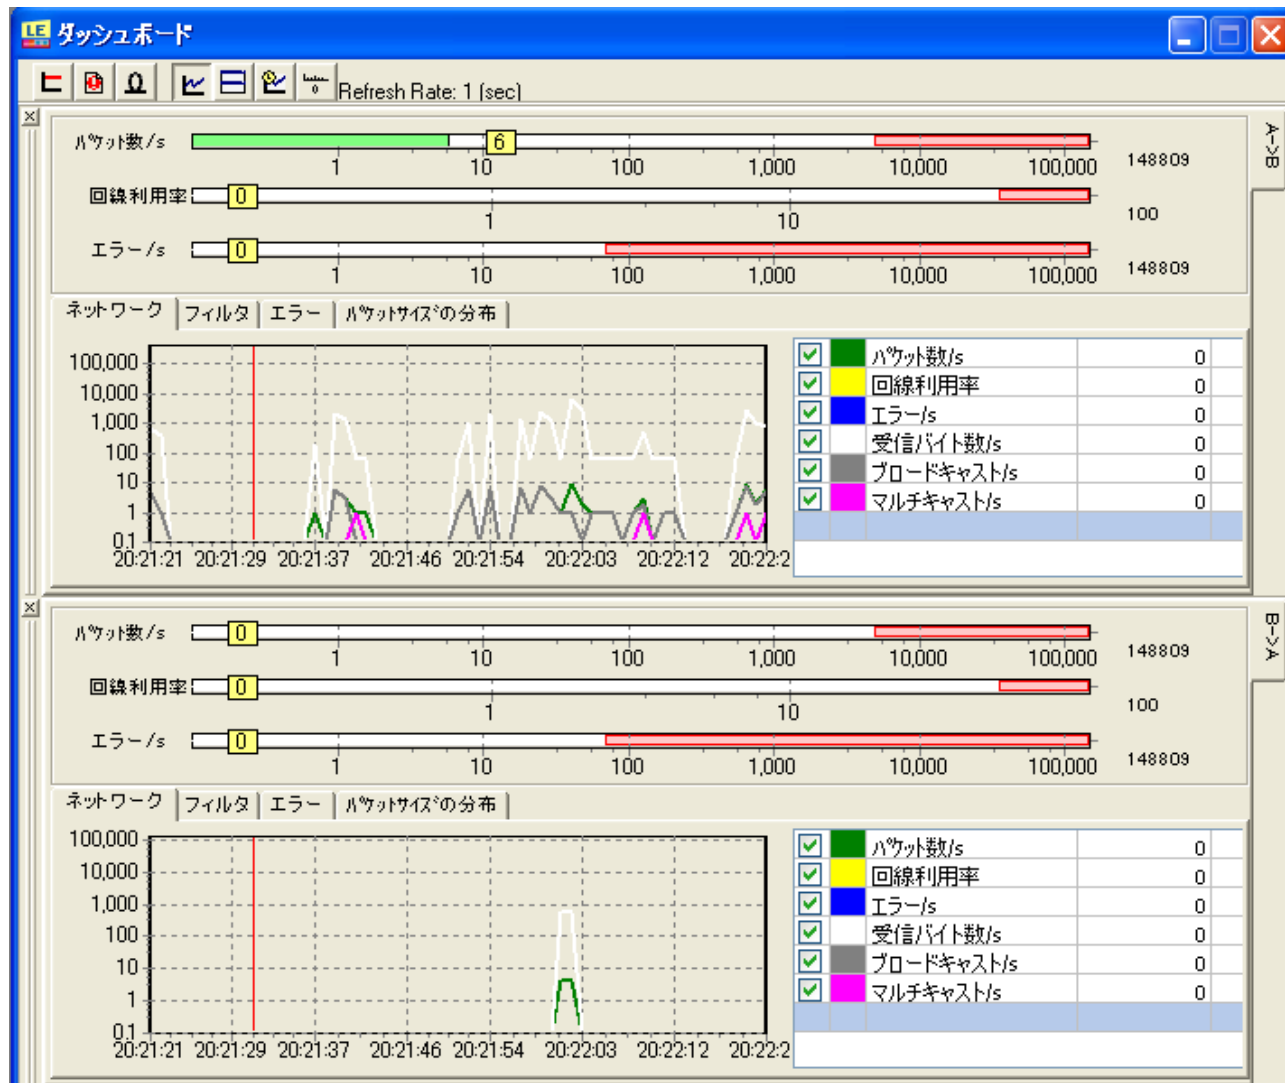 LE ダッシュボード
Refresh Rate: 1 (sec)
A->B
パケット数/s 6
1 10 100 1,000 10,000 100,000 148809
回線利用率 0
1 10 100
エラー/s 0
1 10 100 1,000 10,000 100,000 148809
ネットワーク フィルタ エラー パケットサイズの分布
100,000
10,000
1,000
100
10
1
0.1
20:21:21 20:21:29 20:21:37 20:21:46 20:21:54 20:22:03 20:22:12 20:22:2
パケット数/s 0
回線利用率 0
エラー/s 0
受信バイト数/s 0
ブロードキャスト/s 0
マルチキャスト/s 0
B->A
パケット数/s 0
1 10 100 1,000 10,000 100,000 148809
回線利用率 0
1 10 100
エラー/s 0
1 10 100 1,000 10,000 100,000 148809
ネットワーク フィルタ エラー パケットサイズの分布
100,000
10,000
1,000
100
10
1
0.1
20:21:21 20:21:29 20:21:37 20:21:46 20:21:54 20:22:03 20:22:12 20:22:2
パケット数/s 0
回線利用率 0
エラー/s 0
受信バイト数/s 0
ブロードキャスト/s 0
マルチキャスト/s 0